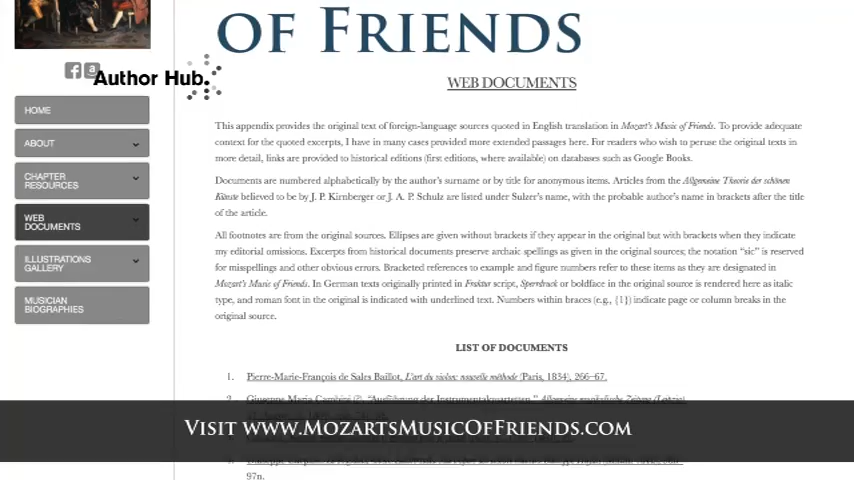 OF FRIENDS
Author Hub.
WEB DOCUMENTS
HOME
ABOUT
CHAPTER
RESOURCES
WEB
DOCUMENTS
ILLUSTRATIONS
GALLERY
MUSICIAN
BIOGRAPHIES
This appendix provides the original text of foreign-language sources quoted in English translation in Mozart's Music of Friends. To provide adequate
context for the quoted excerpts, I have in many cases provided more extended passages here. For readers who wish to peruse the original texts in
more detail, links are provided to historical editions (first editions, where available) on databases such as Google Books.
Documents are numbered alphabetically by the author's surname or by title for anonymous items. Articles from the Allgemeine Theorie der schönen
Künste believed to be by J. P. Kirnberger or J. A. P. Schulz are listed under Sulzer's name, with the probable author's name in brackets after the title
of the article.
All footnotes are from the original sources. Ellipses are given without brackets if they appear in the original but with brackets when they indicate
my editorial omissions. Excerpts from historical documents preserve archaic spellings as given in the original sources; the notation "sic" is reserved
for misspellings and other obvious errors. Bracketed references to example and figure numbers refer to these items as they are designated in
Mozart's Music of Friends. In German texts originally printed in Fraktur script, Sperrdruck or boldface in the original source is rendered here as italic
type, and roman font in the original is indicated with underlined text. Numbers within braces (e.g., {1}) indicate page or column breaks in the
original source.
LIST OF DOCUMENTS
1. Pierre-Marie-François de Sales Baillot, L'art du violon: nouvelle méthode (Paris, 1834), 266–67.
2. Giuseppe Maria Cambini (?), "Ausführung der Instrumentalquartetten," Allgemeine musikalische Zeitung (Leipzig)
VISIT WWW.MOZARTSMUSICOFFRIENDS.COM
97n.